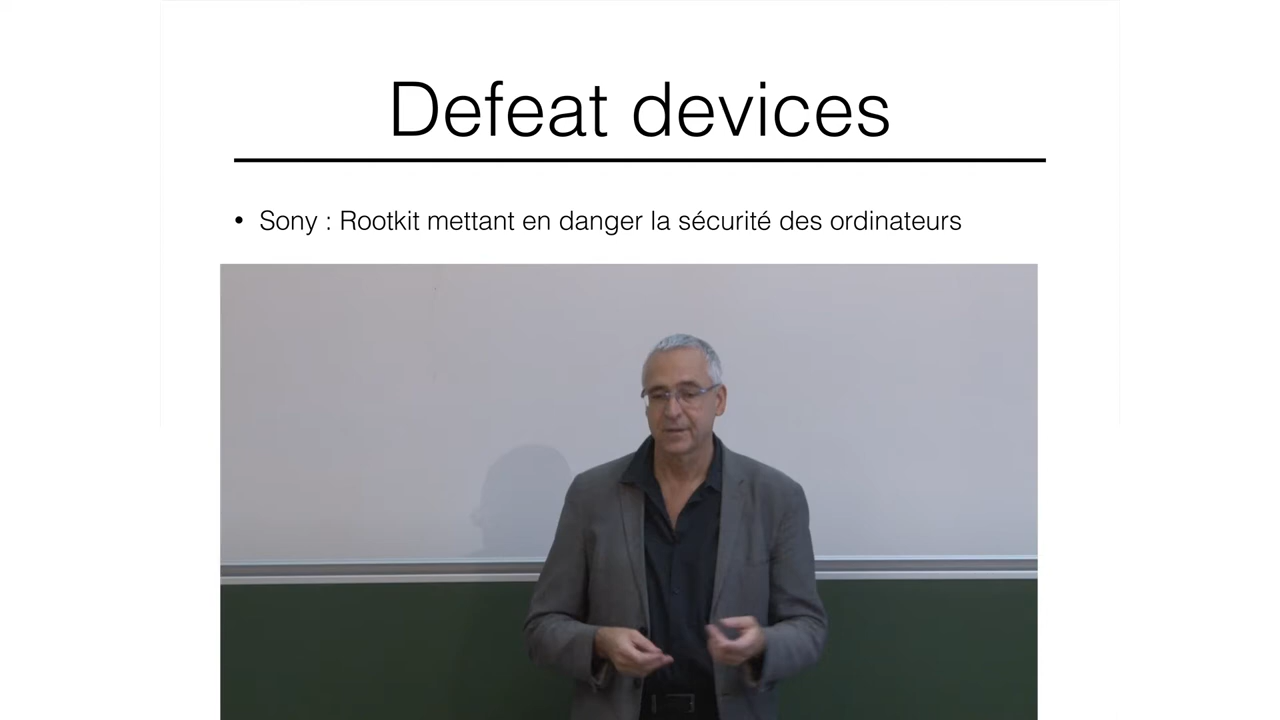 Defeat devices
• Sony : Rootkit mettant en danger la sécurité des ordinateurs